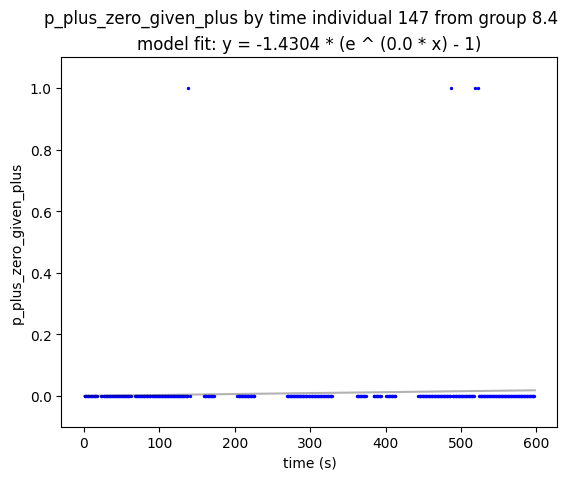 p_plus_zero_given_plus by time individual 147 from group 8.4
model fit: y = -1.4304 * (e ^ (0.0 * x) - 1)
1.0
0.8
0.6
0.4
0.2
0.0
p_plus_zero_given_plus
0 100 200 300 400 500 600
time (s)